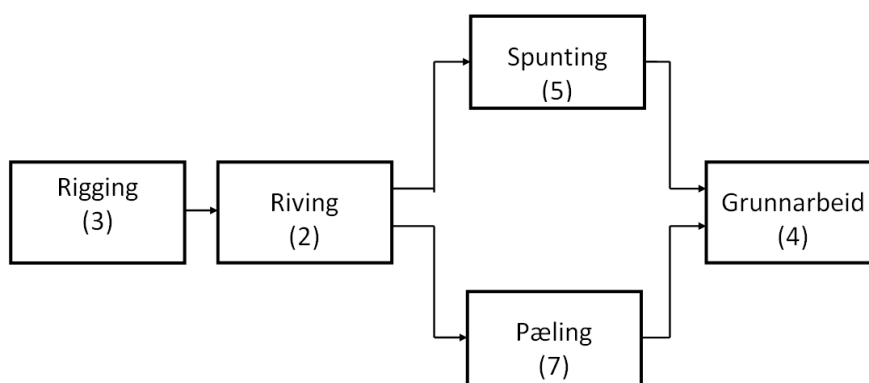 Rigging
(3)
Riving
(2)
Spunting
(5)
Pæling
(7)
Grunnarbeid
(4)